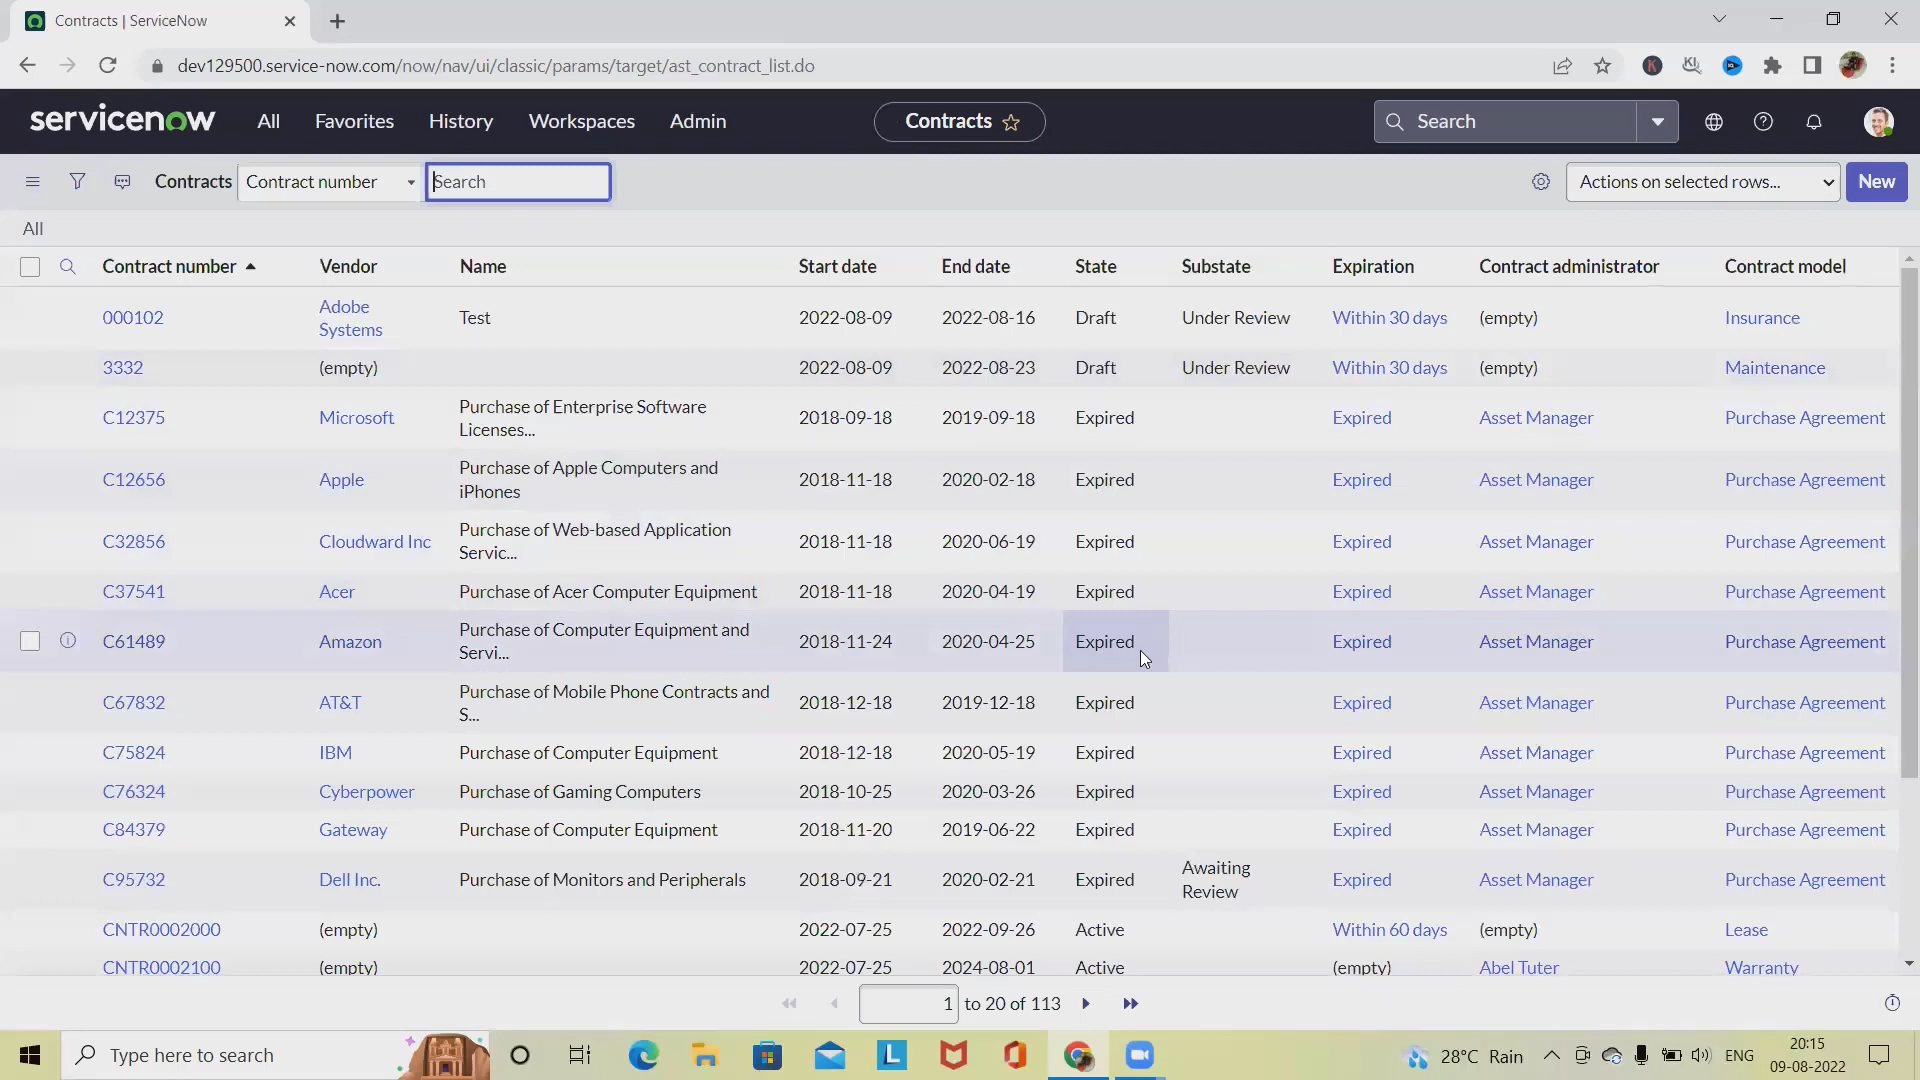 Contracts | ServiceNow
dev129500.service-now.com/now/nav/ui/classic/params/target/ast_contract_list.do
servicenow All Favorites History Workspaces Admin Contracts Search
Contracts Contract number Search Actions on selected rows... New
All
Contract number Vendor Name Start date End date State Substate Expiration Contract administrator Contract model
000102 Adobe Systems Test 2022-08-09 2022-08-16 Draft Under Review Within 30 days (empty) Insurance
3332 (empty) 2022-08-09 2022-08-23 Draft Under Review Within 30 days (empty) Maintenance
C12375 Microsoft Purchase of Enterprise Software Licenses... 2018-09-18 2019-09-18 Expired Expired Asset Manager Purchase Agreement
C12656 Apple Purchase of Apple Computers and iPhones 2018-11-18 2020-02-18 Expired Expired Asset Manager Purchase Agreement
C32856 Cloudward Inc Purchase of Web-based Application Servic... 2018-11-18 2020-06-19 Expired Expired Asset Manager Purchase Agreement
C37541 Acer Purchase of Acer Computer Equipment 2018-11-18 2020-04-19 Expired Expired Asset Manager Purchase Agreement
C61489 Amazon Purchase of Computer Equipment and Servi... 2018-11-24 2020-04-25 Expired Expired Asset Manager Purchase Agreement
C67832 AT&T Purchase of Mobile Phone Contracts and S... 2018-12-18 2019-12-18 Expired Expired Asset Manager Purchase Agreement
C75824 IBM Purchase of Computer Equipment 2018-12-18 2020-05-19 Expired Expired Asset Manager Purchase Agreement
C76324 Cyberpower Purchase of Gaming Computers 2018-10-25 2020-03-26 Expired Expired Asset Manager Purchase Agreement
C84379 Gateway Purchase of Computer Equipment 2018-11-20 2019-06-22 Expired Expired Asset Manager Purchase Agreement
C95732 Dell Inc. Purchase of Monitors and Peripherals 2018-09-21 2020-02-21 Expired Awaiting Review Expired Asset Manager Purchase Agreement
CNTR0002000 (empty) 2022-07-25 2022-09-26 Active Within 60 days (empty) Lease
CNTR0002100 (empty) 2022-07-25 2024-08-01 Active (empty) Abel Tuter Warranty
1 to 20 of 113
Type here to search 28°C Rain ENG 20:15
09-08-2022